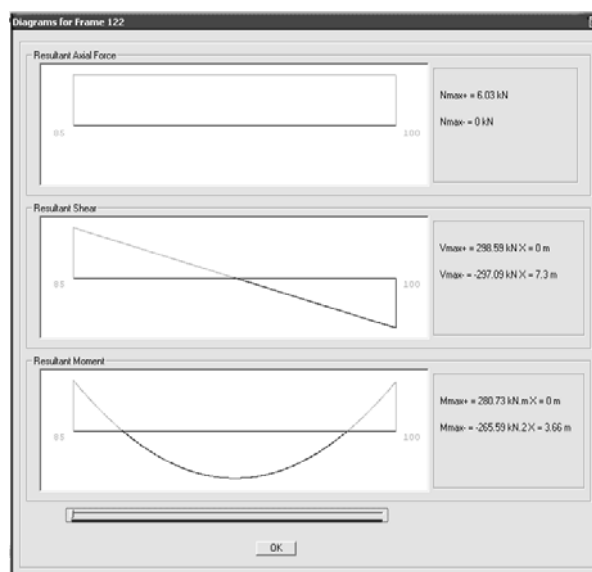 Diagrams for Frame 122
Resultant Axial Force
85
100
Nmax+ = 6.03 kN
Nmax- = 0 kN
Resultant Shear
85
100
Vmax+ = 298.59 kN X = 0 m
Vmax- = -297.09 kN X = 7.3 m
Resultant Moment
85
100
Mmax+ = 280.73 kN.m X = 0 m
Mmax- = -265.59 kN.2 X = 3.66 m
OK